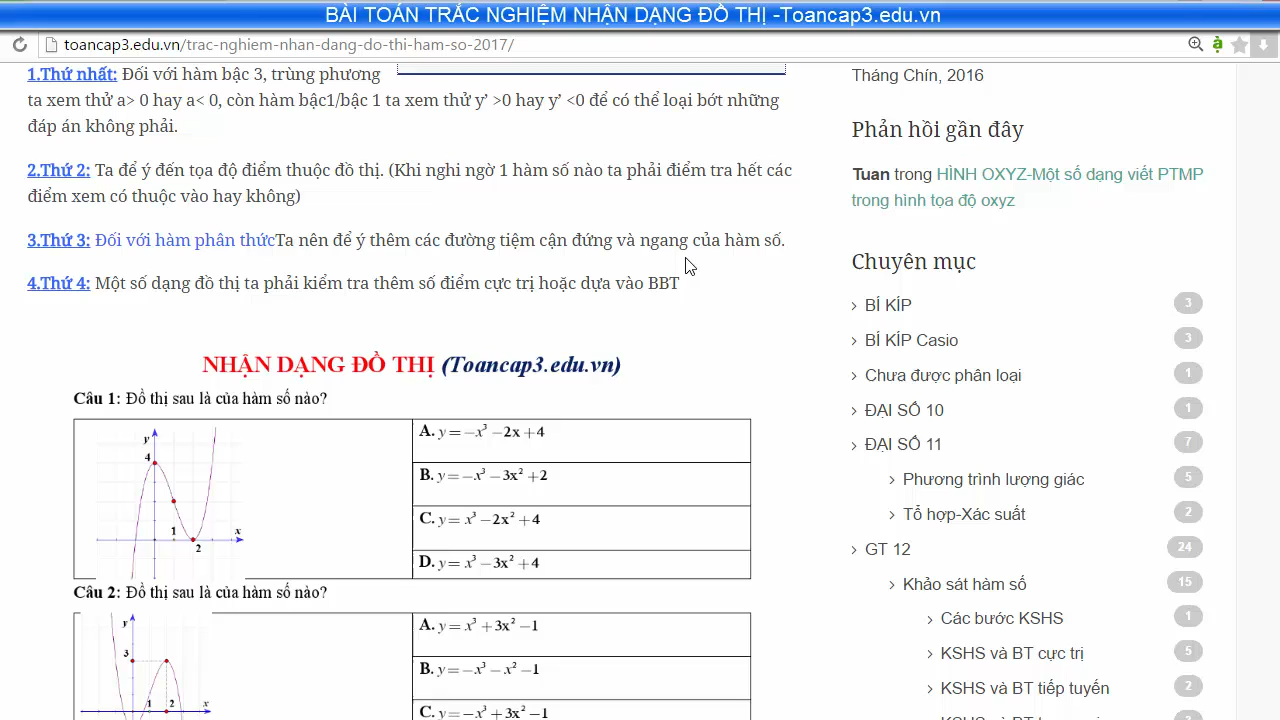 BÀI TOÁN TRẮC NGHIỆM NHẬN DẠNG ĐỒ THỊ -Toancap3.edu.vn
toancap3.edu.vn/trac-nghiem-nhan-dang-do-thi-ham-so-2017/
1.Thứ nhất: Đối với hàm bậc 3, trùng phương
ta xem thử a> 0 hay a< 0, còn hàm bậc1/bậc 1 ta xem thử y’ >0 hay y’ <0 để có thể loại bớt những
đáp án không phải.
2.Thứ 2: Ta để ý đến tọa độ điểm thuộc đồ thị. (Khi nghi ngờ 1 hàm số nào ta phải điểm tra hết các
điểm xem có thuộc vào hay không)
3.Thứ 3: Đối với hàm phân thứcTa nên để ý thêm các đường tiệm cận đứng và ngang của hàm số.
4.Thứ 4: Một số dạng đồ thị ta phải kiểm tra thêm số điểm cực trị hoặc dựa vào BBT
NHẬN DẠNG ĐỒ THỊ (Toancap3.edu.vn)
Câu 1: Đồ thị sau là của hàm số nào?
y
4
1
x
2
A. y = −x³ − 2x + 4
B. y = −x³ − 3x² + 2
C. y = x³ − 2x² + 4
D. y = x³ − 3x² + 4
Câu 2: Đồ thị sau là của hàm số nào?
y
3
1 2 x
A. y = x³ + 3x² − 1
B. y = −x³ − x² − 1
C. y = −x³ + 3x² − 1
Tháng Chín, 2016
Phản hồi gần đây
Tuan trong HÌNH OXYZ-Một số dạng viết PTMP
trong hình tọa độ oxyz
Chuyên mục
BÍ KÍP 3
BÍ KÍP Casio 3
Chưa được phân loại 1
ĐẠI SỐ 10 1
ĐẠI SỐ 11 7
Phương trình lượng giác 5
Tổ hợp-Xác suất 2
GT 12 24
Khảo sát hàm số 15
Các bước KSHS 1
KSHS và BT cực trị 5
KSHS và BT tiếp tuyến 2